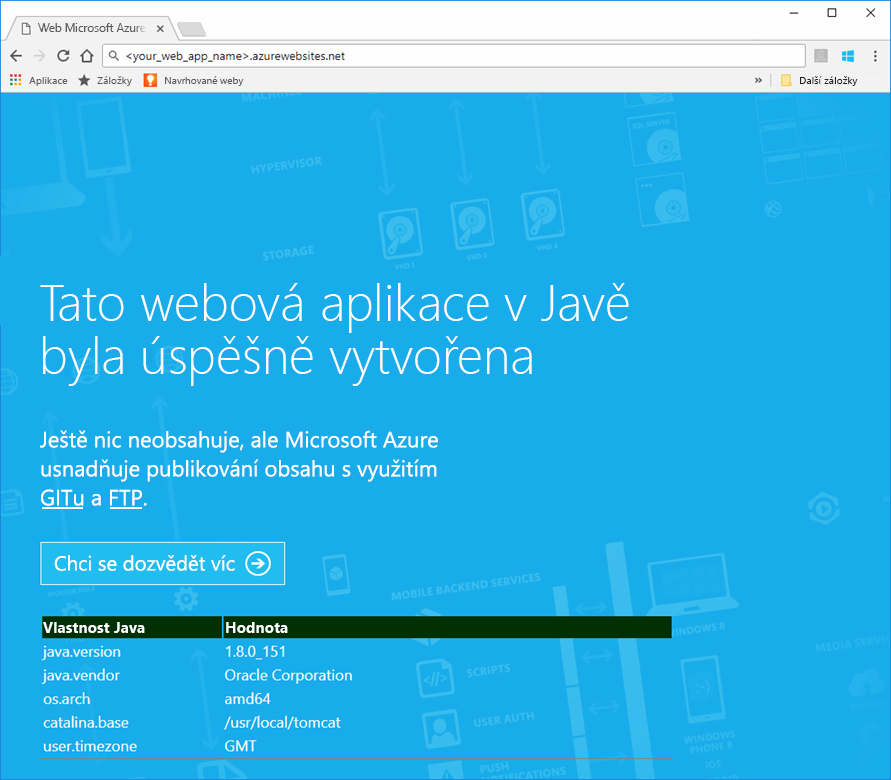 Web Microsoft Azure
<your_web_app_name>.azurewebsites.net
Aplikace Záložky Navrhované weby » Další záložky
MACHINES
HYPERVISOR
SQL SERVER
STORAGE
VHD 1 VHD 2 VHD 3
Tato webová aplikace v Javě
byla úspěšně vytvořena
Ještě nic neobsahuje, ale Microsoft Azure
usnadňuje publikování obsahu s využitím
GITu a FTP.
Chci se dozvědět víc
WORKER ROLE
MOBILE BACKEND SERVICES
WINDOWS 8
MEDIA
SCRIPTS
USER AUTH
PUSH
NOTIFICATIONS
WINDOWS
PHONE 8
iOS
Vlastnost Java Hodnota
java.version 1.8.0_151
java.vendor Oracle Corporation
os.arch amd64
catalina.base /usr/local/tomcat
user.timezone GMT